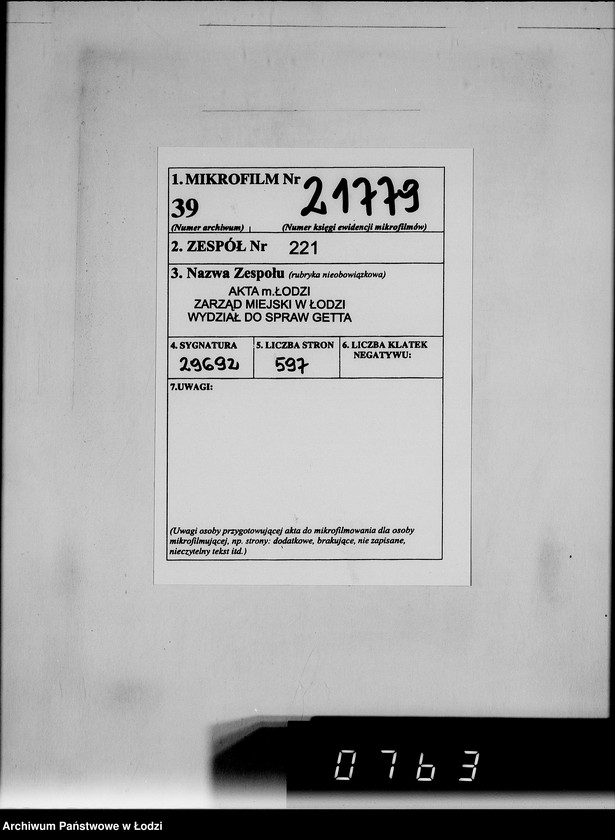 1. MIKROFILM Nr 21779
39
(Numer archiwum) (Numer księgi ewidencji mikrofilmów)
2. ZESPÓŁ Nr 221
3. Nazwa Zespołu (rubryka nieobowiązkowa)
AKTA m.ŁODZI
ZARZĄD MIEJSKI W ŁODZI
WYDZIAŁ DO SPRAW GETTA
4. SYGNATURA 5. LICZBA STRON 6. LICZBA KLATEK
NEGATYWU:
29692 597
7.UWAGI:
(Uwagi osoby przygotowującej akta do mikrofilmowania dla osoby
mikrofilmującej, np. strony: dodatkowe, brakujące, nie zapisane,
nieczytelny tekst itd.)
0763
Archiwum Państwowe w Łodzi